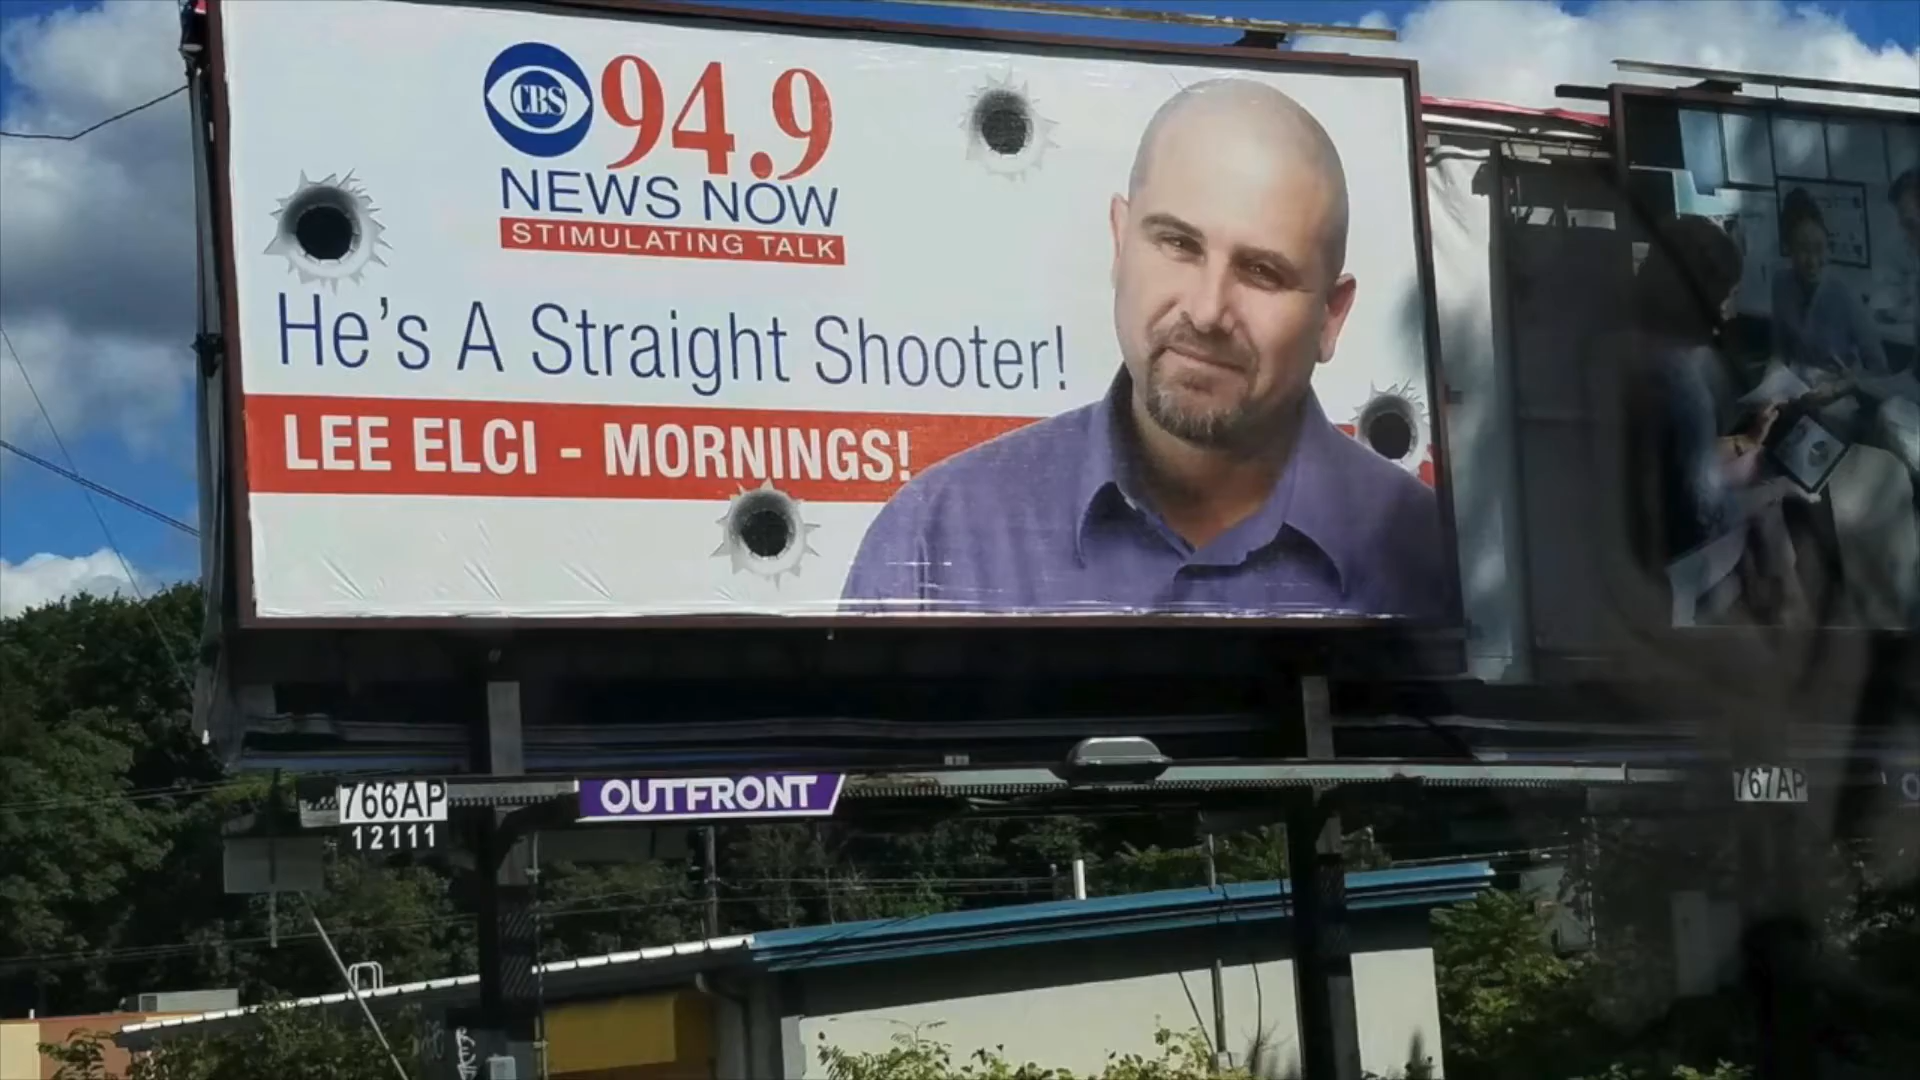 CBS 94.9
NEWS NOW
STIMULATING TALK
He's A Straight Shooter!
LEE ELCI - MORNINGS!
766AP
12111
OUTFRONT
767AP